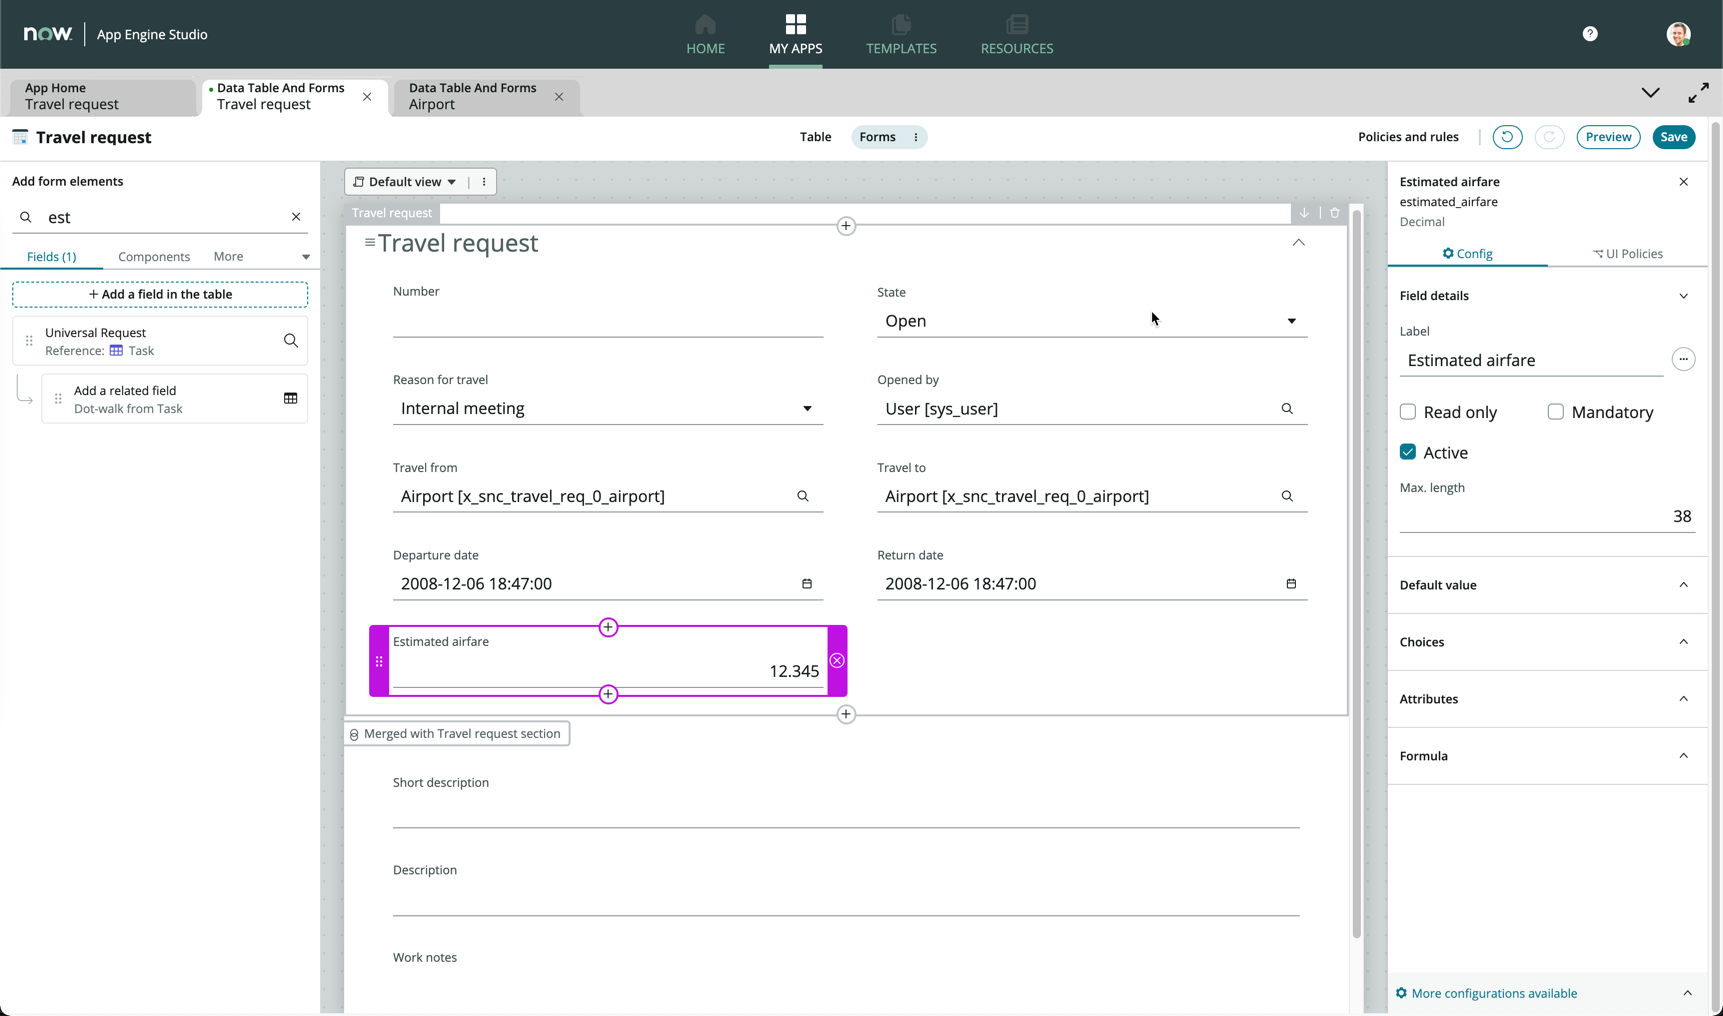 now.
App Engine Studio
HOME
MY APPS
TEMPLATES
RESOURCES
?
App Home
Travel request
Data Table And Forms
Travel request
Data Table And Forms
Airport
Travel request
Table
Forms
Policies and rules
Preview
Save
Add form elements
est
Fields (1)
Components
More
+ Add a field in the table
Universal Request
Reference: Task
Add a related field
Dot-walk from Task
Default view
Travel request
Travel request
Number
State
Open
Reason for travel
Internal meeting
Opened by
User [sys_user]
Travel from
Airport [x_snc_travel_req_0_airport]
Travel to
Airport [x_snc_travel_req_0_airport]
Departure date
2008-12-06 18:47:00
Return date
2008-12-06 18:47:00
Estimated airfare
12.345
Merged with Travel request section
Short description
Description
Work notes
Estimated airfare
estimated_airfare
Decimal
Config
UI Policies
Field details
Label
Estimated airfare
Read only
Mandatory
Active
Max. length
38
Default value
Choices
Attributes
Formula
More configurations available